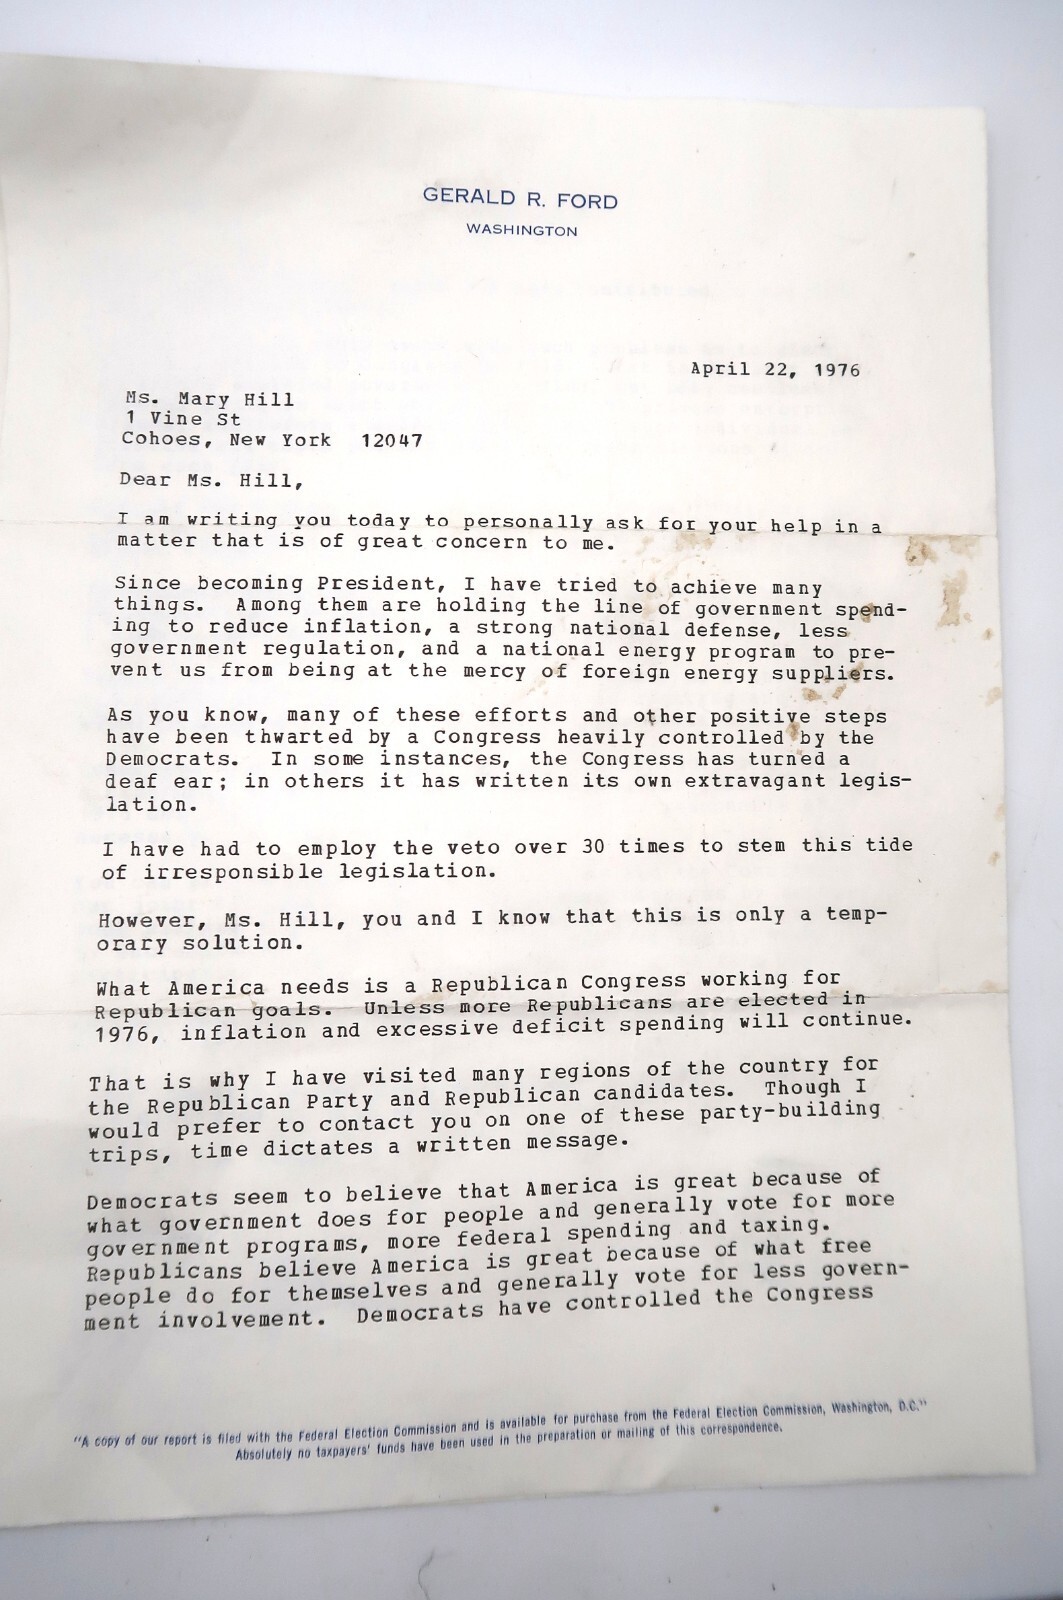 GERALD R. FORD
WASHINGTON
April 22, 1976
Ms. Mary Hill
1 Vine St
Cohoes, New York  12047
Dear Ms. Hill,
I am writing you today to personally ask for your help in a
matter that is of great concern to me.
Since becoming President, I have tried to achieve many
things.  Among them are holding the line of government spend-
ing to reduce inflation, a strong national defense, less
government regulation, and a national energy program to pre-
vent us from being at the mercy of foreign energy suppliers.
As you know, many of these efforts and other positive steps
have been thwarted by a Congress heavily controlled by the
Democrats.  In some instances, the Congress has turned a
deaf ear; in others it has written its own extravagant legis-
lation.
I have had to employ the veto over 30 times to stem this tide
of irresponsible legislation.
However, Ms. Hill, you and I know that this is only a temp-
orary solution.
What America needs is a Republican Congress working for
Republican goals.  Unless more Republicans are elected in
1976, inflation and excessive deficit spending will continue.
That is why I have visited many regions of the country for
the Republican Party and Republican candidates.  Though I
would prefer to contact you on one of these party-building
trips, time dictates a written message.
Democrats seem to believe that America is great because of
what government does for people and generally vote for more
government programs, more federal spending and taxing.
Republicans believe America is great because of what free
people do for themselves and generally vote for less govern-
ment involvement.  Democrats have controlled the Congress
"A copy of our report is filed with the Federal Election Commission and is available for purchase from the Federal Election Commission, Washington, D.C."
Absolutely no taxpayers' funds have been used in the preparation or mailing of this correspondence.